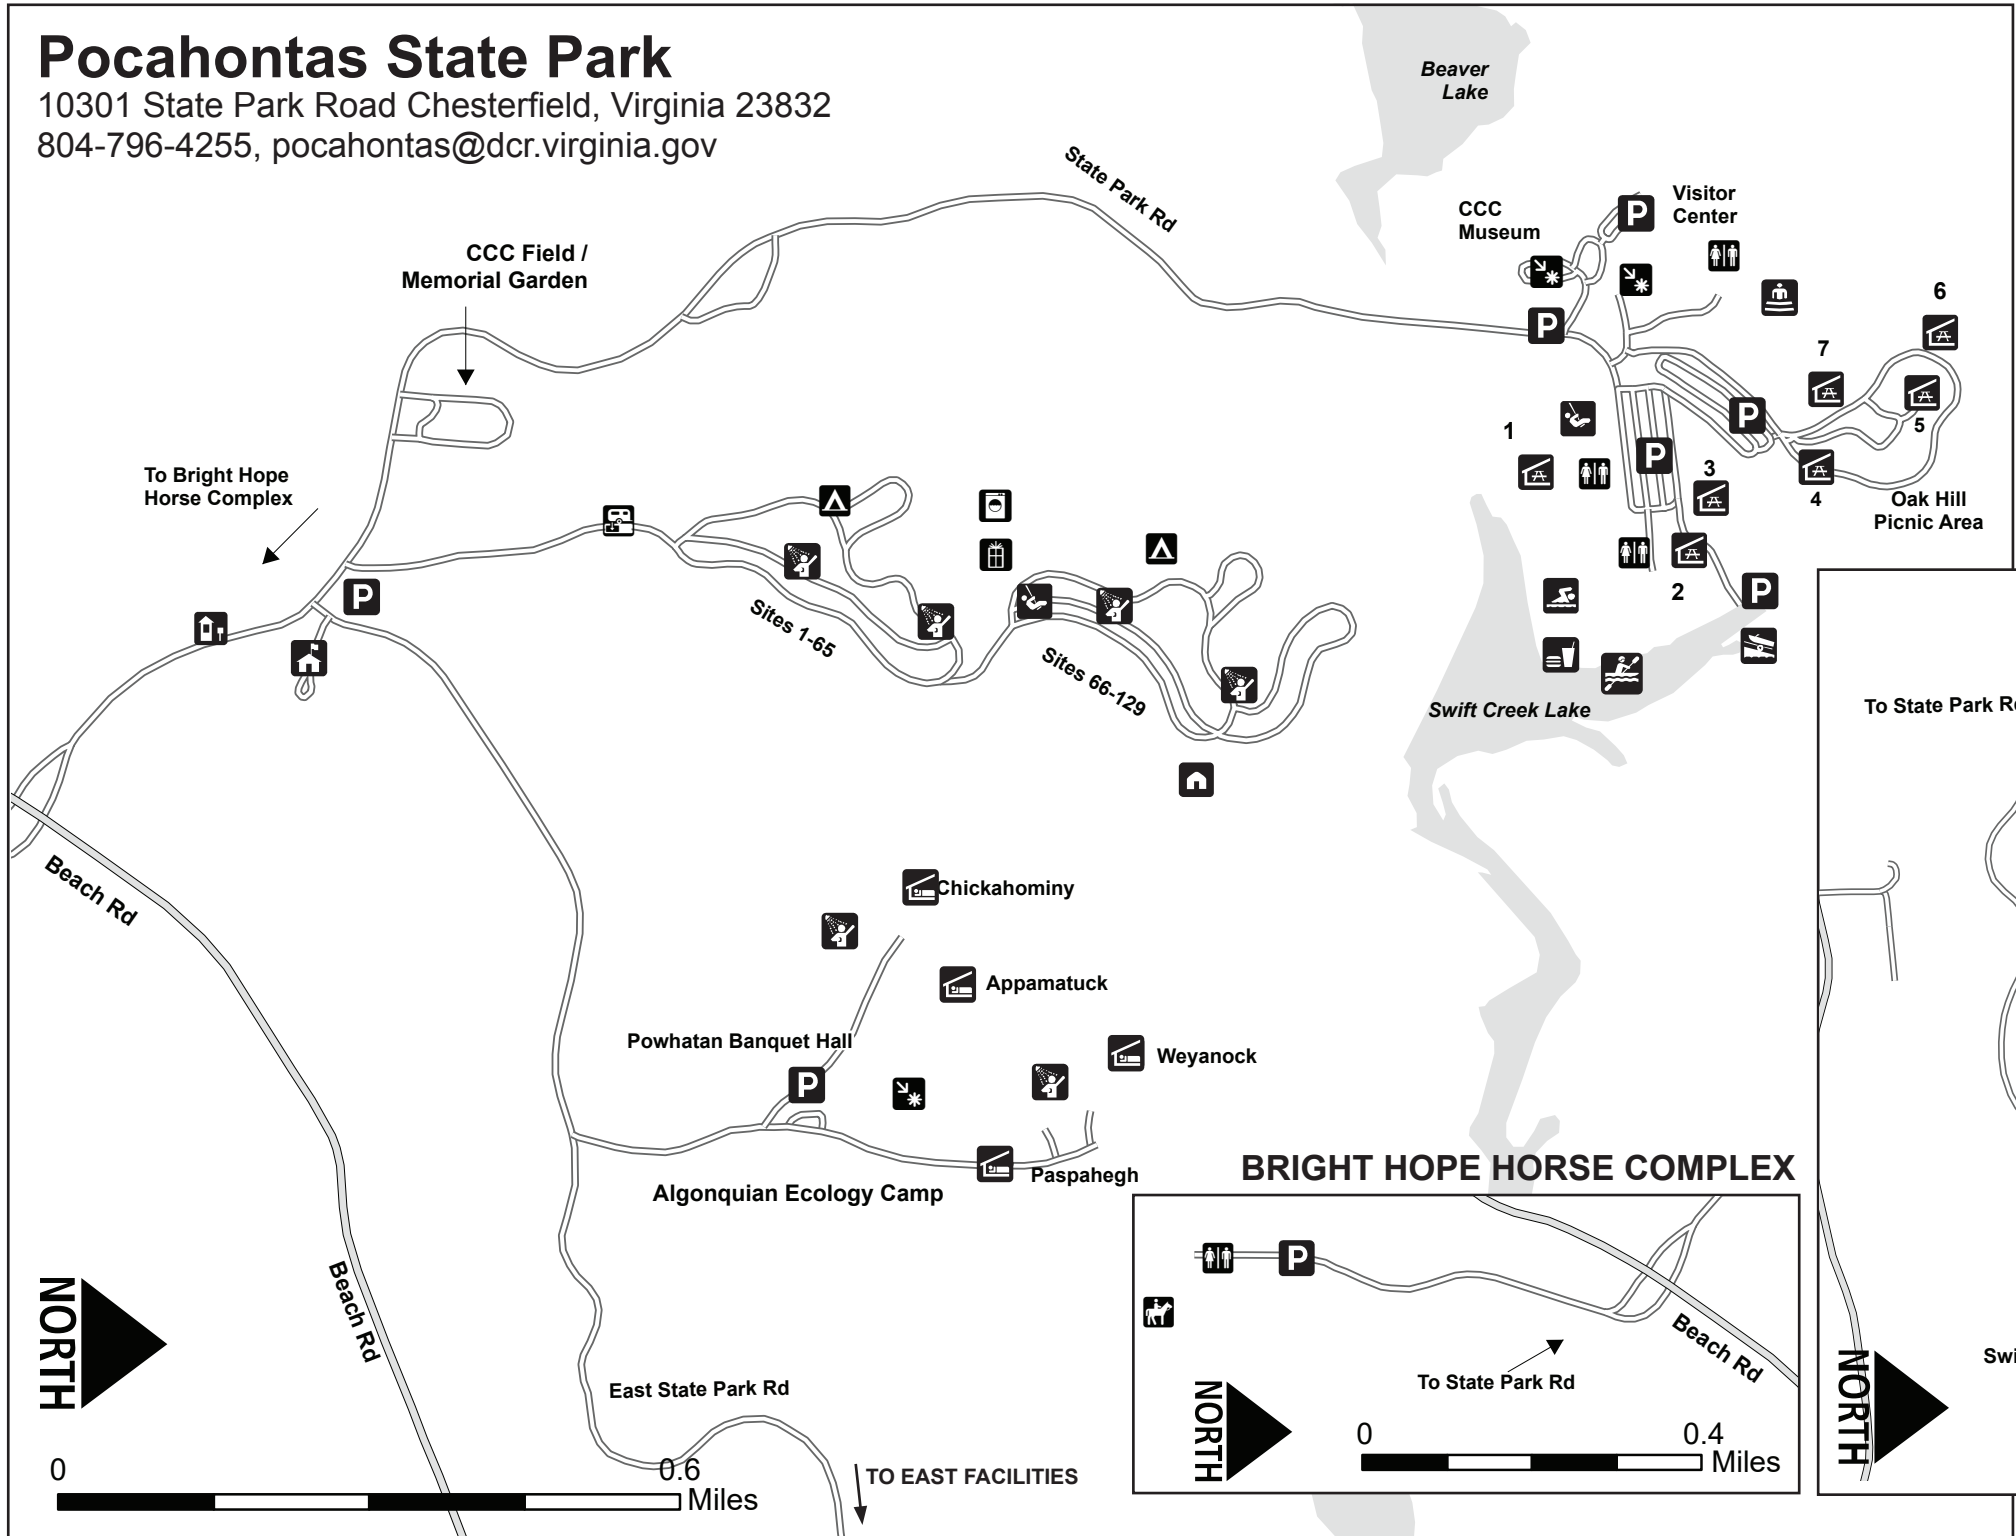 Pocahontas State Park
10301 State Park Road Chesterfield, Virginia 23832
804-796-4255, pocahontas@dcr.virginia.gov
Beaver
Lake
State Park Rd
CCC
Museum
P
Visitor
Center
CCC Field /
Memorial Garden
P
6
7
P
5
1
P
3
4
Oak Hill
Picnic Area
To Bright Hope
Horse Complex
P
2
P
Sites 1-65
Sites 66-129
Swift Creek Lake
To State Park
Beach Rd
Chickahominy
Appamatuck
Powhatan Banquet Hall
Weyanock
P
Paspahegh
Algonquian Ecology Camp
BRIGHT HOPE HORSE COMPLEX
P
Beach Rd
To State Park Rd
NORTH
0 0.4
Miles
NORTH
Beach Rd
East State Park Rd
TO EAST FACILITIES
NORTH
0 0.6
Miles